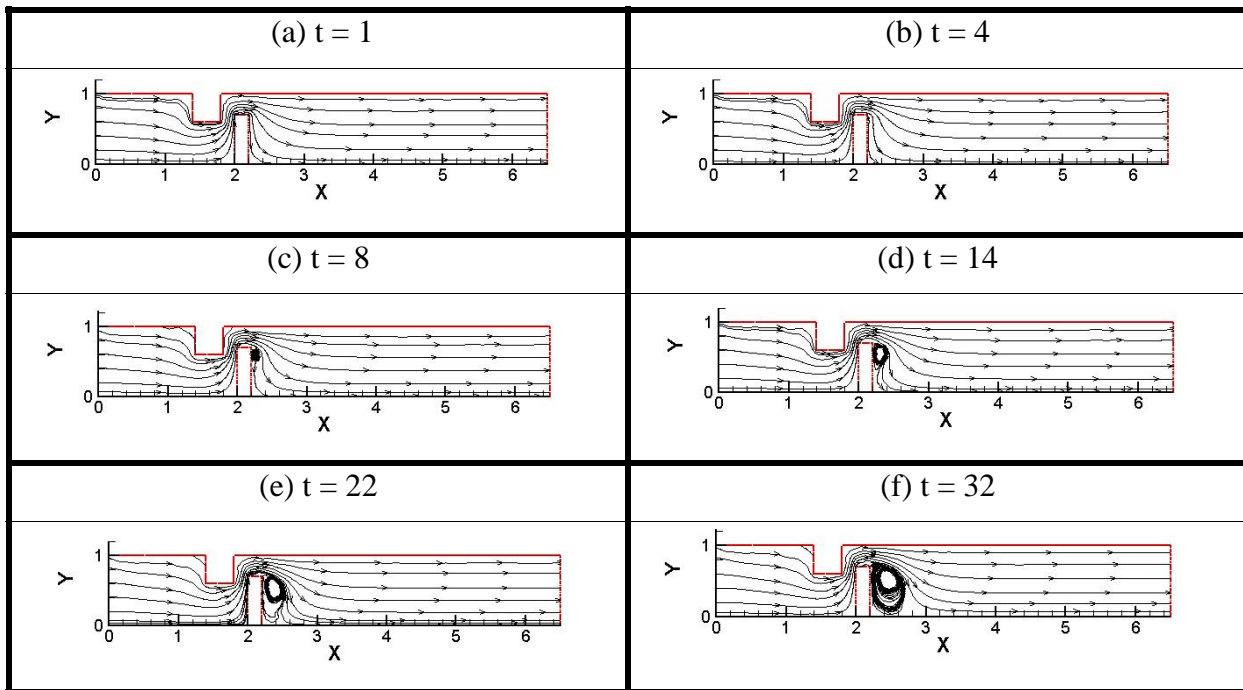 (a) t = 1
(b) t = 4
1
Y
0
0 1 2 3 4 5 6
X
1
Y
0
0 1 2 3 4 5 6
X
(c) t = 8
(d) t = 14
1
Y
0
0 1 2 3 4 5 6
X
1
Y
0
0 1 2 3 4 5 6
X
(e) t = 22
(f) t = 32
1
Y
0
0 1 2 3 4 5 6
X
1
Y
0
0 1 2 3 4 5 6
X